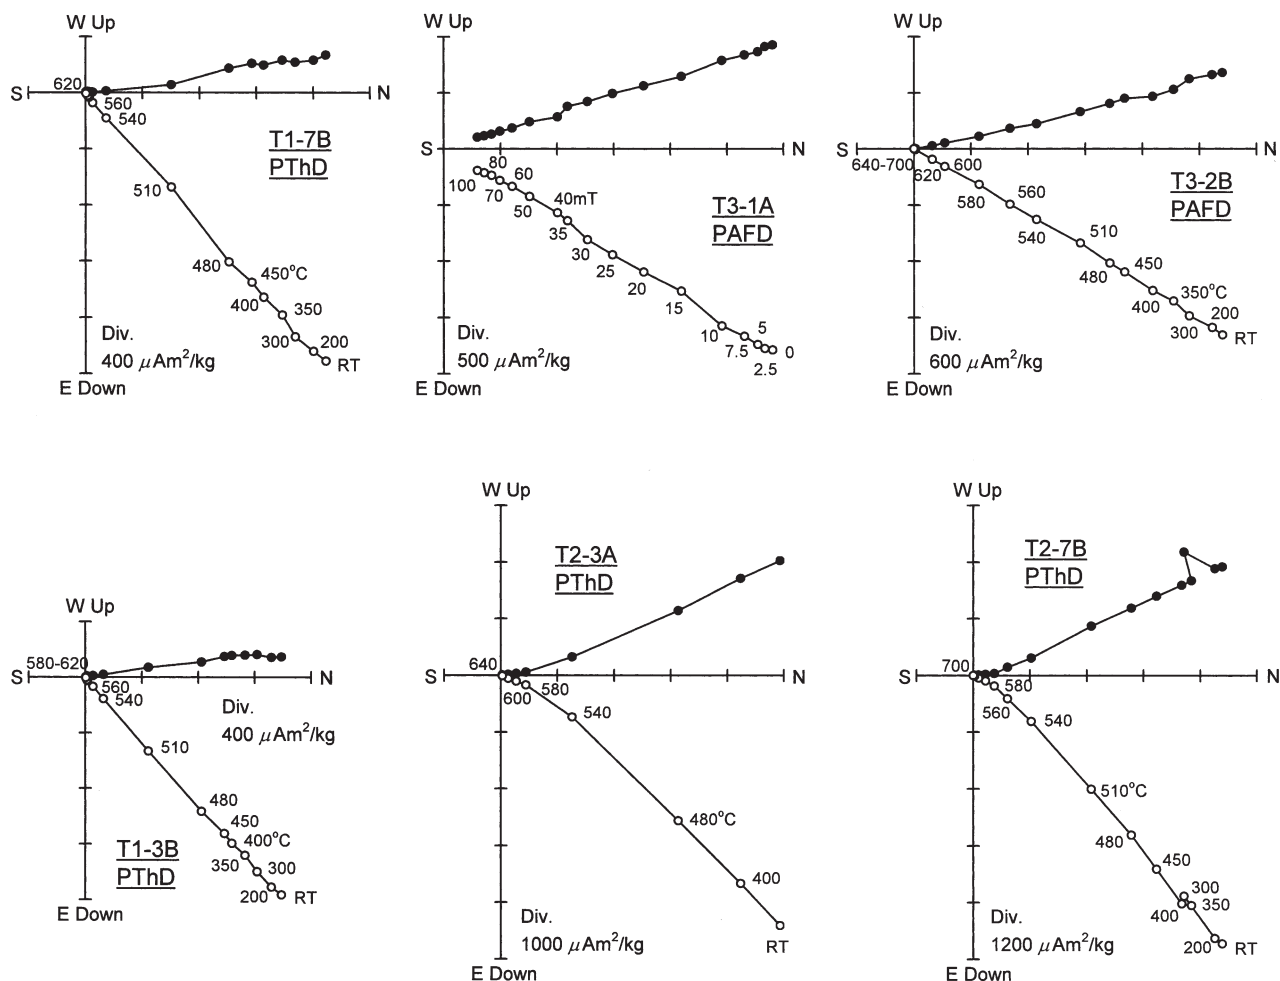 W Up
620
S
N
560
540
T1-7B
PThD
510
480
450°C
400
350
300
200
RT
Div.
400 μAm²/kg
E Down
W Up
S
N
80
100
60
70
50
40mT
35
30
25
20
15
10
5
7.5
0
2.5
T3-1A
PAFD
Div.
500 μAm²/kg
E Down
W Up
S
N
640-700
600
620
580
560
540
510
480
450
400
350°C
200
300
RT
T3-2B
PAFD
Div.
600 μAm²/kg
E Down
W Up
580-620
S
N
560
540
Div.
400 μAm²/kg
510
480
450
400°C
350
300
200
RT
T1-3B
PThD
E Down
W Up
T2-3A
PThD
640
S
N
580
600
540
480°C
400
RT
Div.
1000 μAm²/kg
E Down
W Up
T2-7B
PThD
700
S
N
580
560
540
510°C
480
450
300
350
400
200
RT
Div.
1200 μAm²/kg
E Down